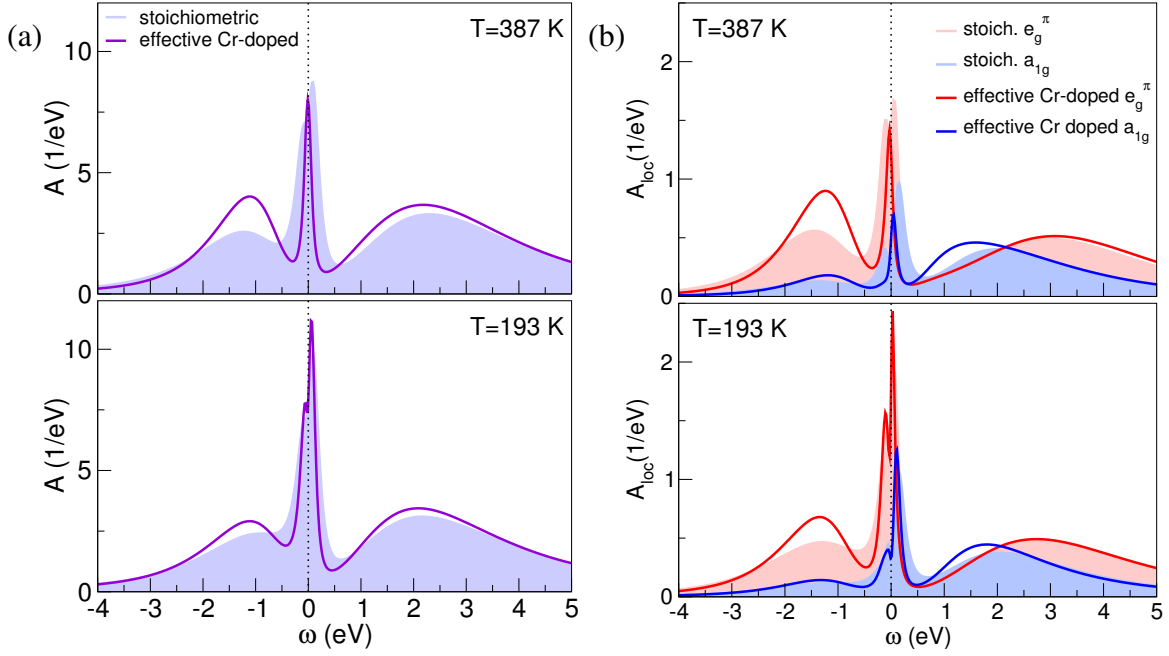 (a)
stoichiometric
effective Cr-doped
T=387 K
10
5
0
A (1/eV)
T=193 K
10
5
0
A (1/eV)
-4 -3 -2 -1 0 1 2 3 4 5
ω (eV)
(b)
T=387 K
stoich. e_g^π
stoich. a_1g
effective Cr-doped e_g^π
effective Cr doped a_1g
2
1
0
A_loc(1/eV)
T=193 K
2
1
0
A_loc(1/eV)
-4 -3 -2 -1 0 1 2 3 4 5
ω (eV)